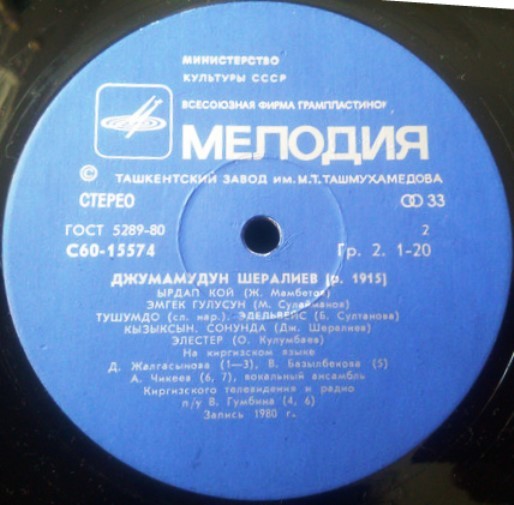 МИНИСТЕРСТВО
КУЛЬТУРЫ СССР
ВСЕСОЮЗНАЯ ФИРМА ГРАМПЛАСТИНОК
МЕЛОДИЯ
© ТАШКЕНТСКИЙ ЗАВОД ИМ. М.Т. ТАШМУХАМЕДОВА
СТЕРЕО 33
ГОСТ 5289-80 2
С60-15574 Гр. 2. 1-20
ДЖУМАМУДУН ШЕРАЛИЕВ [р. 1915]
ЫРДАП КОЙ (Ж. Мамбетов)
ЭМГЕК ГУЛУСУН (М. Сулайманов)
ТУШУМДО (сл. нар.). ЭДЕЛЬВЕЙС (Б. Султанова)
КЫЗЫКСЫН. СОНУНДА (Дж. Шералиев)
ЭЛЕСТЕР (О. Кулумбаев)
На киргизском языке
Д. Жалгасынова (1—3), В. Базылбекова (5)
А. Чикеев (6, 7), вокальный ансамбль
Киргизского телевидения и радио
п/у В. Гумбина (4, 6)
Запись 1980 г.